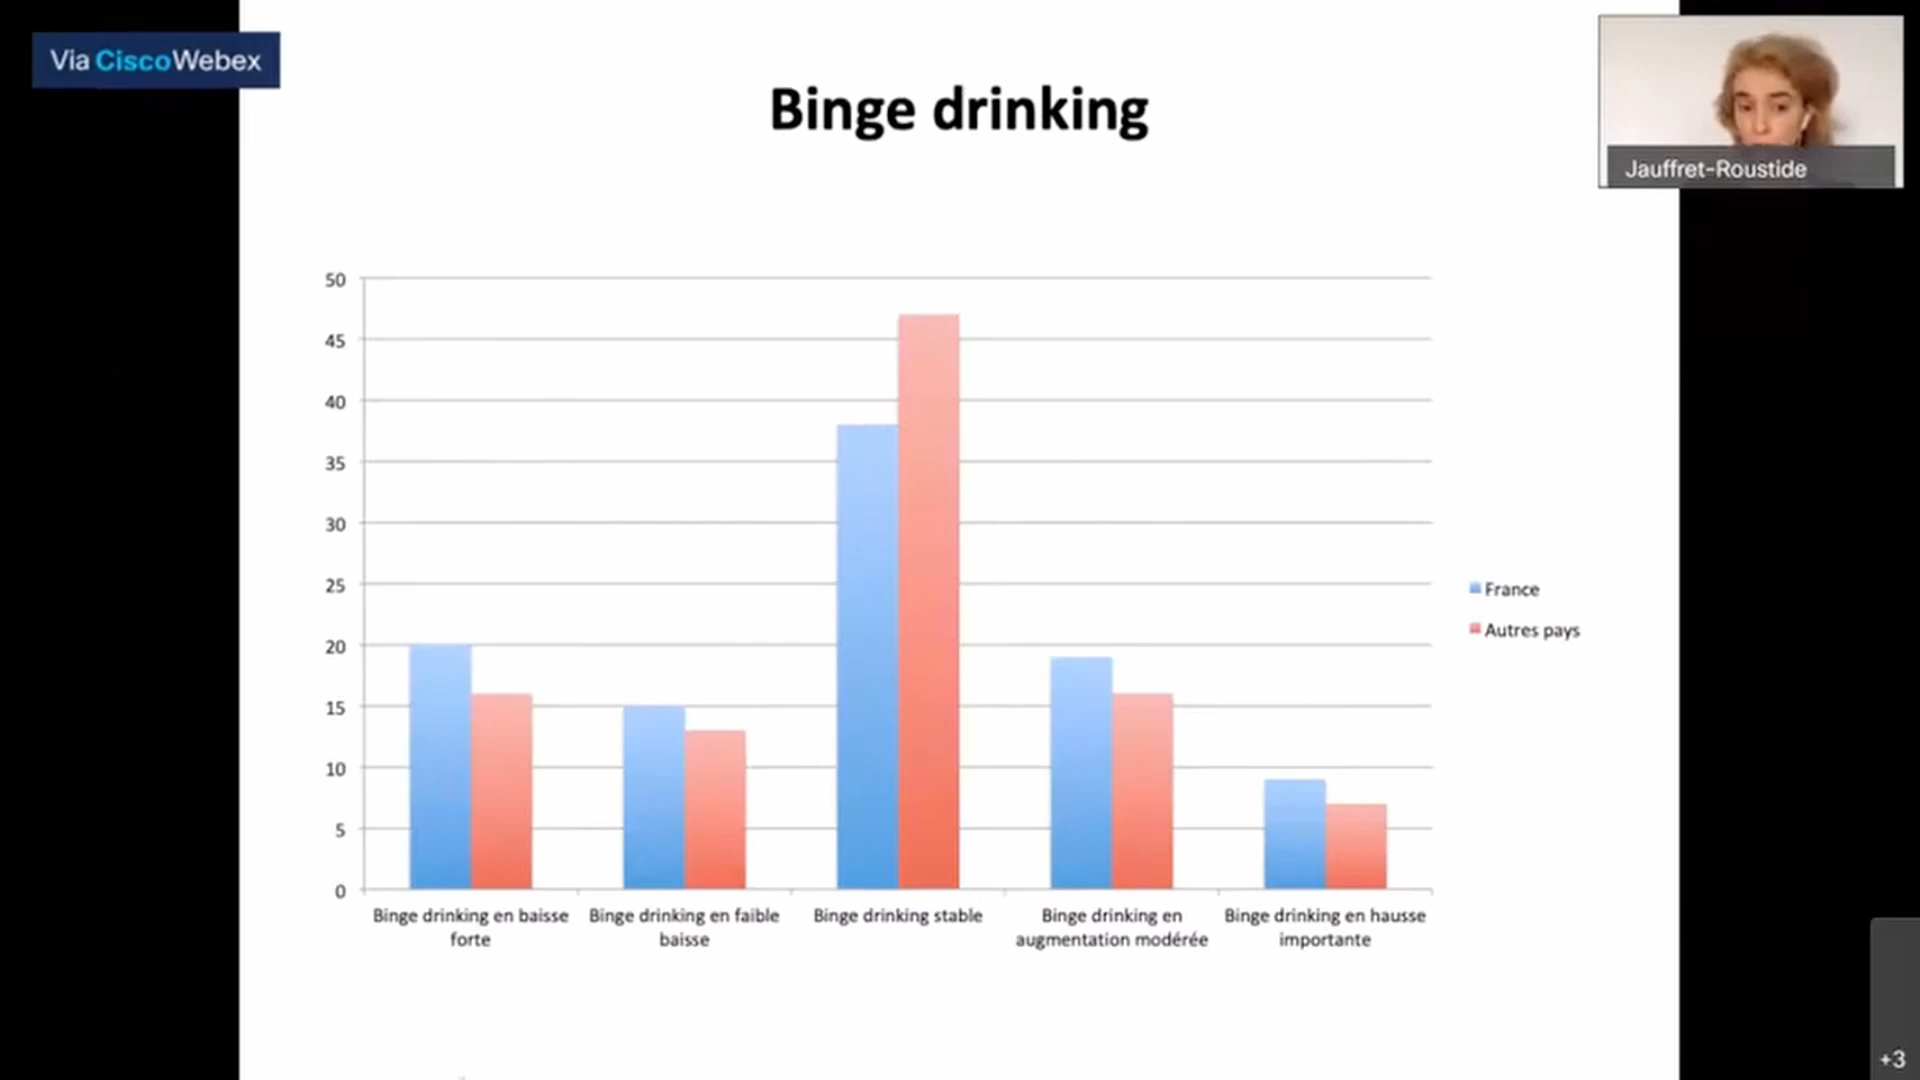 Via CiscoWebex
Binge drinking
Jauffret-Roustide
50
45
40
35
30
25
20
15
10
5
0
France
Autres pays
Binge drinking en baisse
forte
Binge drinking en faible
baisse
Binge drinking stable
Binge drinking en
augmentation modérée
Binge drinking en hausse
importante
+3